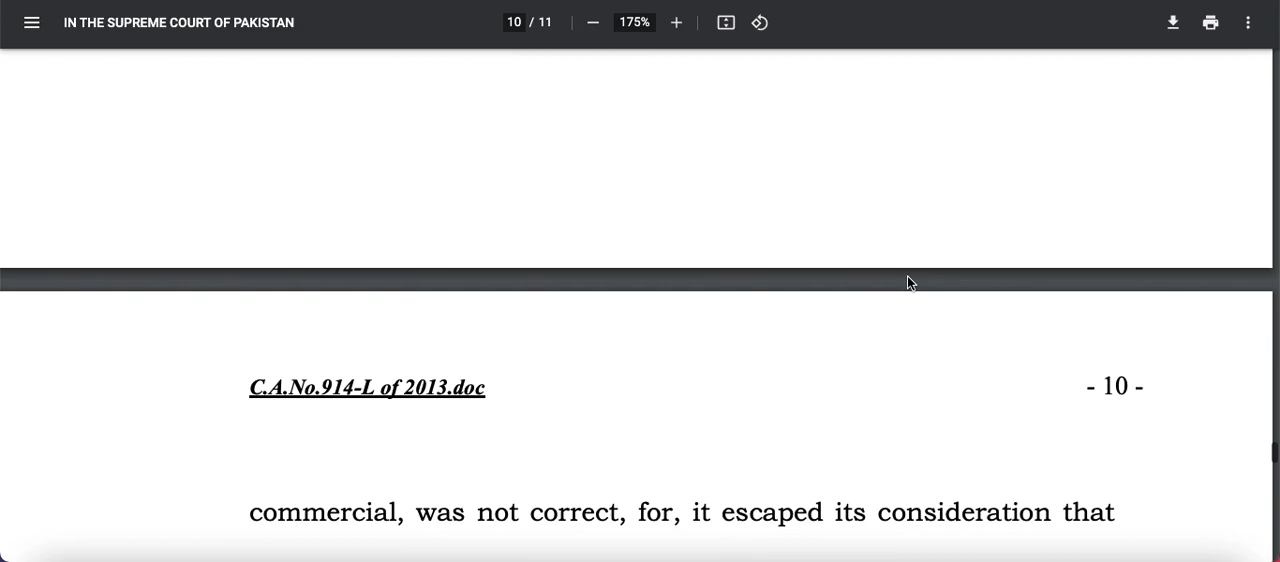 IN THE SUPREME COURT OF PAKISTAN 10 / 11 175%
C.A.No.914-L of 2013.doc - 10 -
commercial, was not correct, for, it escaped its consideration that